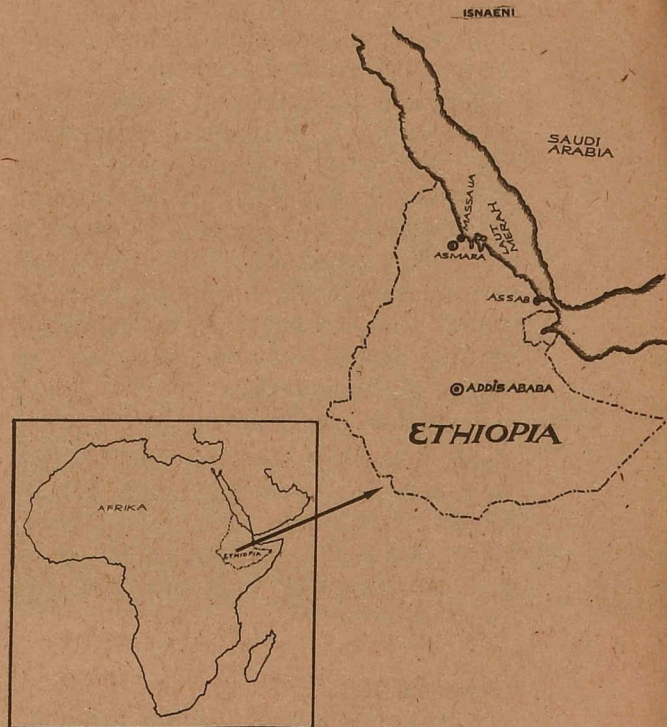 ISNAENI
SAUDI
ARABIA
MASSAUA
LAUT
MERAH
ASMARA
ASSAB
ADDIS ABABA
ETHIOPIA
AFRIKA
ETHIOPIA